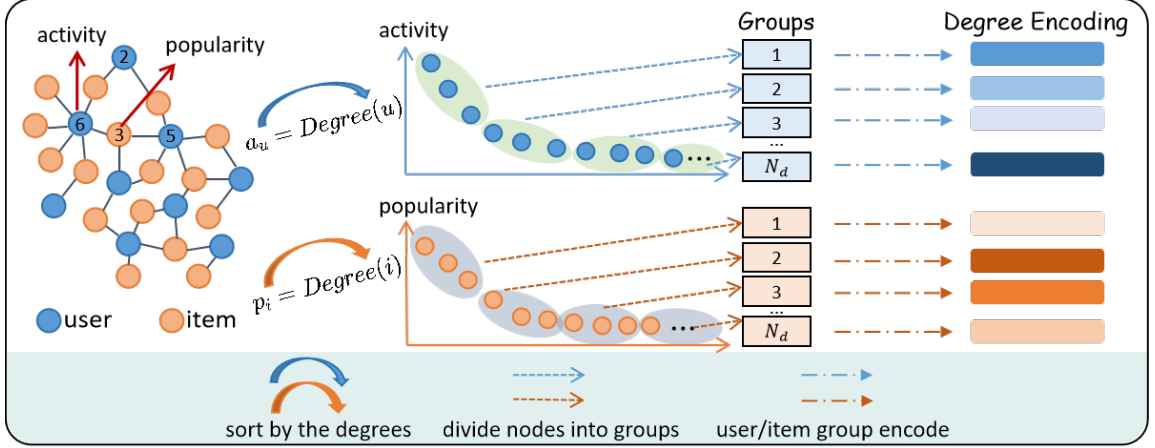 activity
popularity
2
6
3
5
user
item
a_u = Degree(u)
p_i = Degree(i)
activity
...
popularity
...
Groups
1
2
3
...
N_d
1
2
3
...
N_d
Degree Encoding
sort by the degrees
divide nodes into groups
user/item group encode